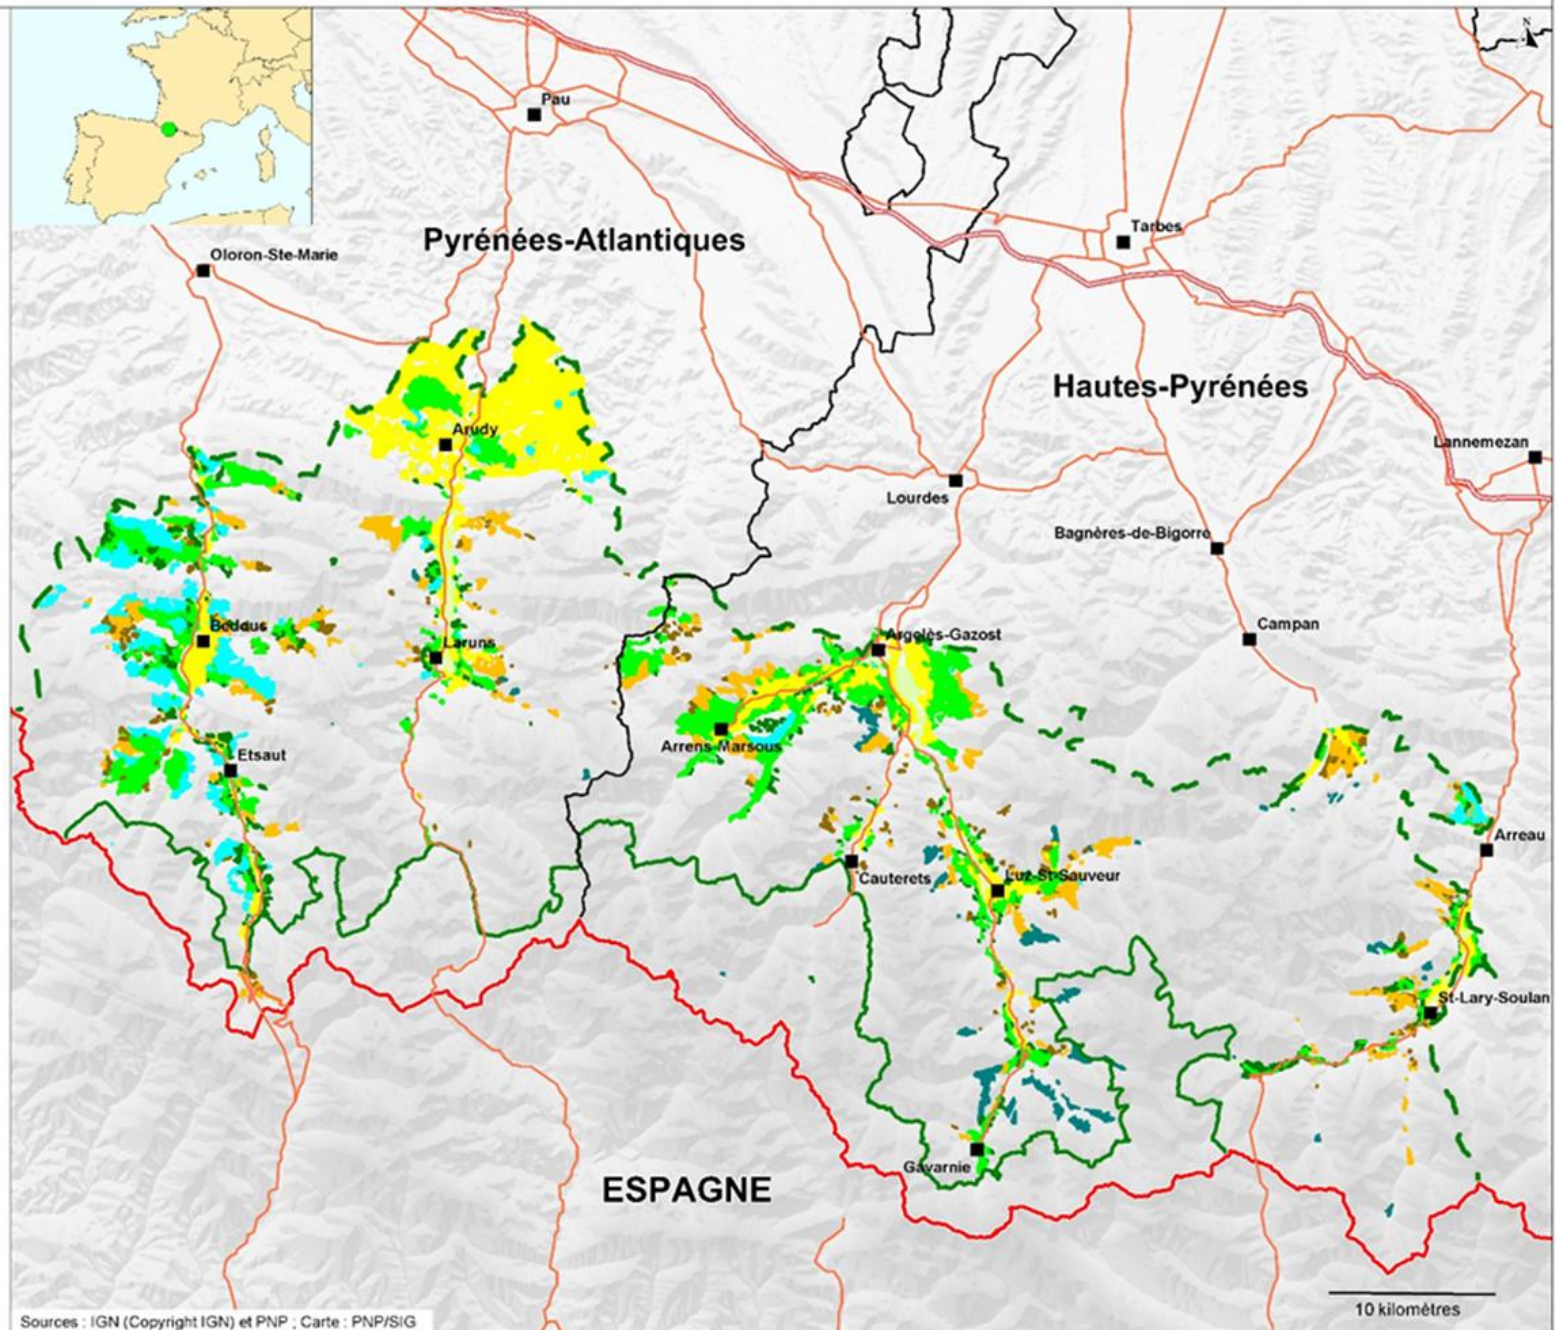 N
Pau
Pyrénées-Atlantiques
Tarbes
Oloron-Ste-Marie
Hautes-Pyrénées
Arudy
Lannemezan
Lourdes
Bagnères-de-Bigorre
Bedous
Campan
Argelès-Gazost
Laruns
Arrens-Marsous
Etsaut
Arreau
Cauterets
Luz-St-Sauveur
St-Lary-Soulan
Gavarnie
ESPAGNE
10 kilomètres
Sources : IGN (Copyright IGN) et PNP ; Carte : PNP/SIG